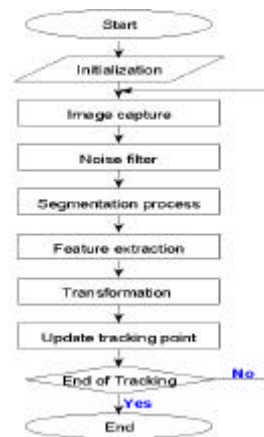 Start
Initialization
Image capture
Noise filter
Segmentation process
Feature extraction
Transformation
Update tracking point
End of Tracking
No
Yes
End